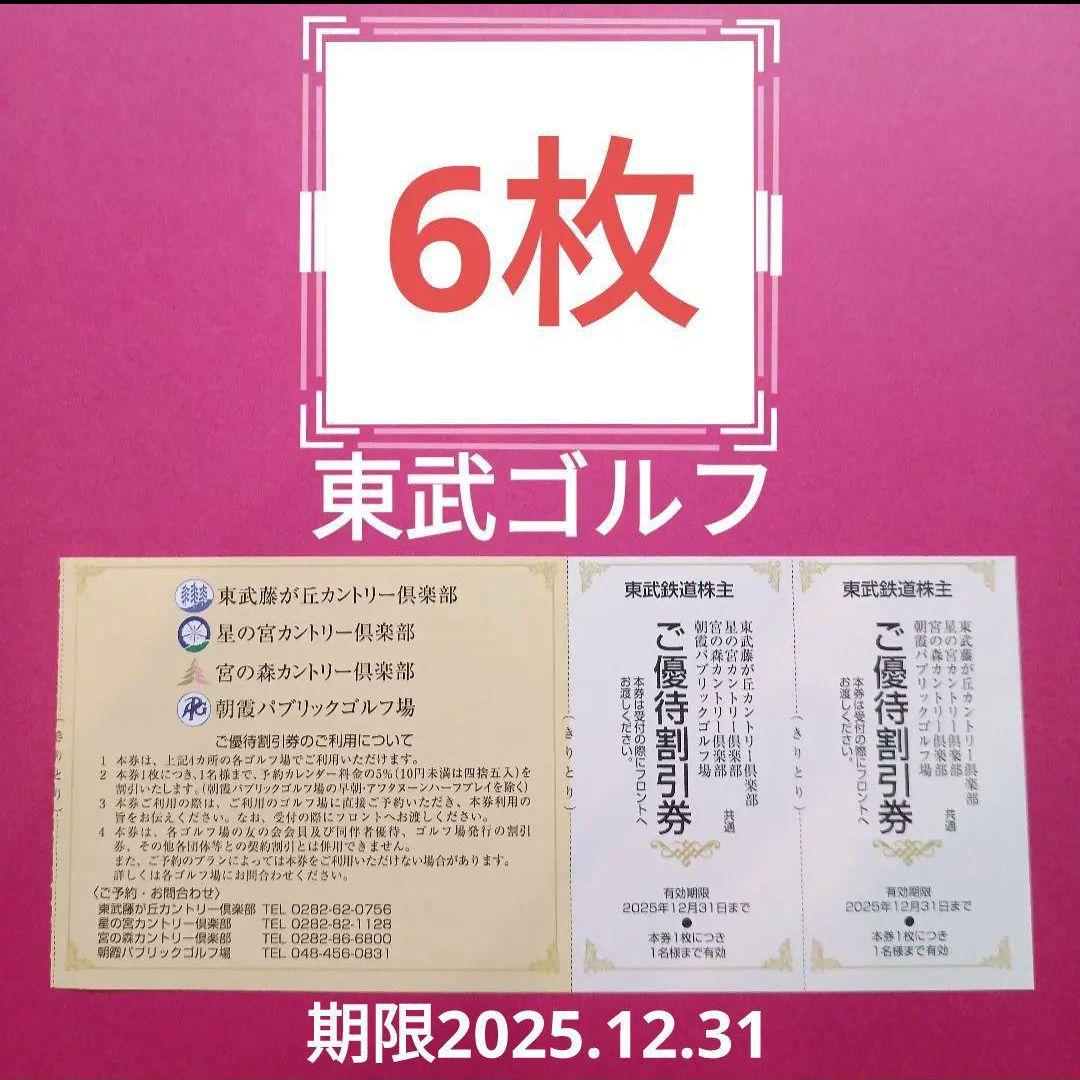 6枚
東武ゴルフ
東武藤が丘カントリー倶楽部
星の宮カントリー倶楽部
宮の森カントリー倶楽部
朝霞パブリックゴルフ場
ご優待割引券のご利用について
1 本券は、上記4カ所の各ゴルフ場でご利用いただけます。
2 本券1枚につき、1名様まで、予約カレンダー料金の5%(10円未満は四捨五入)を
割引いたします。(朝霞パブリックゴルフ場の早朝・アフタヌーンハーフプレイを除く)
3 本券ご利用の際は、ご利用のゴルフ場に直接ご予約いただき、本券利用の
旨をお伝えください。なお、受付の際にフロントへお渡しください。
4 本券は、各ゴルフ場の友の会会員及び同伴者優待、ゴルフ場発行の割引
券、その他各団体等との契約割引とは併用できません。
また、ご予約のプランによっては本券をご利用いただけない場合があります。
詳しくは各ゴルフ場にお問合わせください。
〈ご予約・お問合わせ〉
東武藤が丘カントリー倶楽部 TEL 0282-62-0756
星の宮カントリー倶楽部 TEL 0282-82-1128
宮の森カントリー倶楽部 TEL 0282-86-6800
朝霞パブリックゴルフ場 TEL 048-456-0831
(きりとり)
東武鉄道株主
東武藤が丘カントリー倶楽部
星の宮カントリー倶楽部
宮の森カントリー倶楽部
朝霞パブリックゴルフ場
共通
ご優待割引券
本券は受付の際にフロントへ
お渡しください。
有効期限
2025年12月31日まで
●
本券1枚につき
1名様まで有効
(きりとり)
東武鉄道株主
東武藤が丘カントリー倶楽部
星の宮カントリー倶楽部
宮の森カントリー倶楽部
朝霞パブリックゴルフ場
共通
ご優待割引券
本券は受付の際にフロントへ
お渡しください。
有効期限
2025年12月31日まで
●
本券1枚につき
1名様まで有効
期限2025.12.31